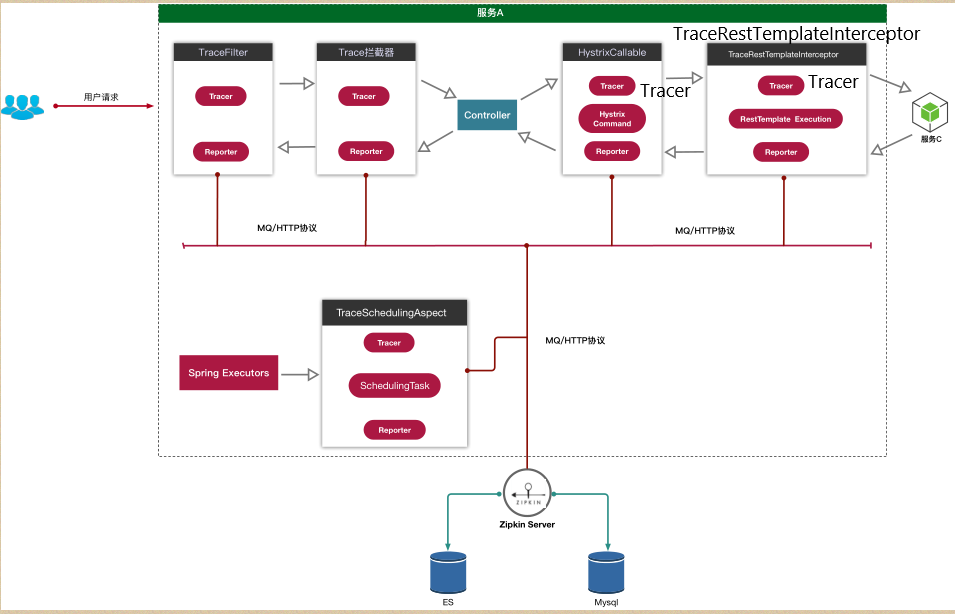 服务A
TraceRestTemplateInterceptor
TraceFilter
Trace拦截器
HystrixCallable
TraceRestTemplateInterceptor
用户请求
Tracer
Tracer
Tracer
Tracer
Tracer
Tracer
Controller
Hystrix
Command
RestTemplate Execution
Reporter
Reporter
Reporter
Reporter
服务C
MQ/HTTP协议
MQ/HTTP协议
TraceSchedulingAspect
Tracer
MQ/HTTP协议
Spring Executors
SchedulingTask
Reporter
ZIPKIN
Zipkin Server
ES
Mysql